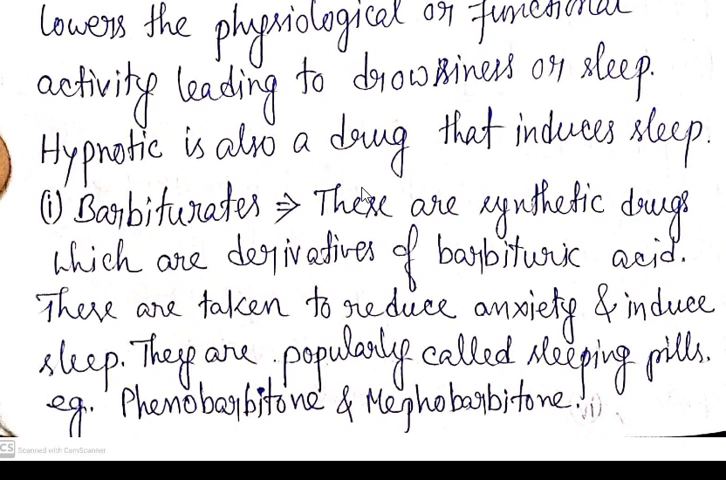 lowers the physiological or functional
activity leading to drowsiness or sleep.
Hypnotic is also a drug that induces sleep.
(i) Barbiturates ⇒ These are synthetic drugs
which are derivatives of barbituric acid.
These are taken to reduce anxiety & induce
sleep. They are popularly called sleeping pills.
eg. Phenobarbitone & Mephobarbitone.
CS Scanned with CamScanner